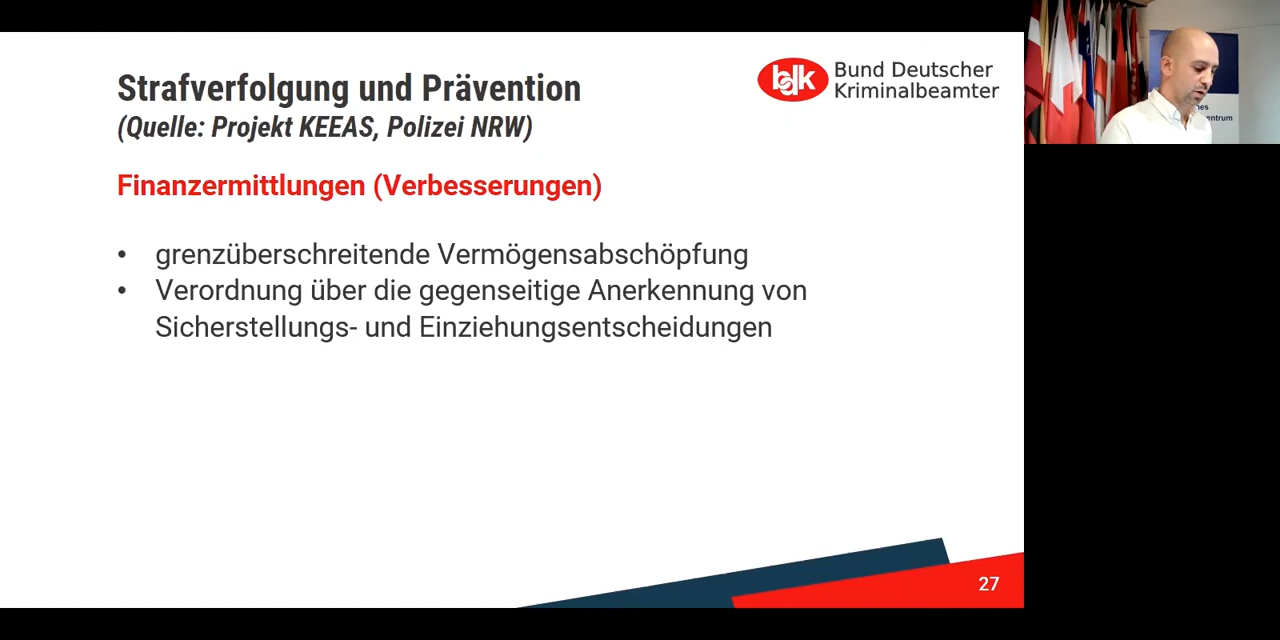 Strafverfolgung und Prävention
(Quelle: Projekt KEEAS, Polizei NRW)
bdk
Bund Deutscher
Kriminalbeamter
Finanzermittlungen (Verbesserungen)
• grenzüberschreitende Vermögensabschöpfung
• Verordnung über die gegenseitige Anerkennung von
Sicherstellungs- und Einziehungsentscheidungen
27